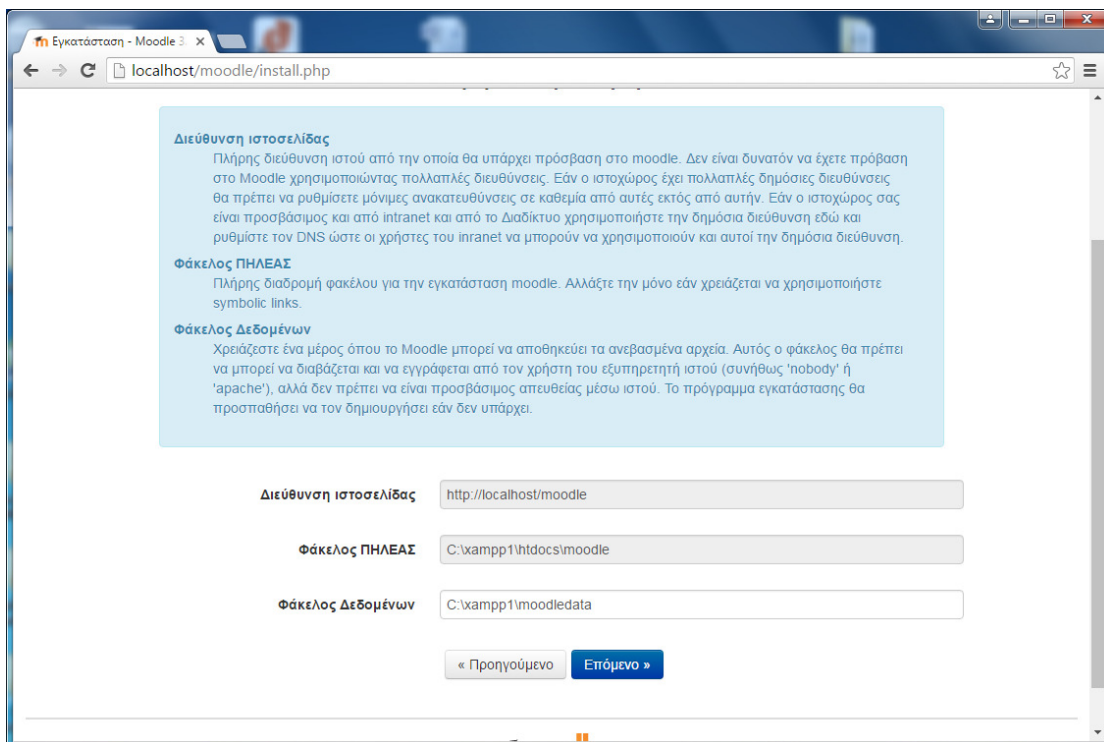 Εγκατάσταση - Moodle 3.
localhost/moodle/install.php
Διεύθυνση ιστοσελίδας
Πλήρης διεύθυνση ιστού από την οποία θα υπάρχει πρόσβαση στο moodle. Δεν είναι δυνατόν να έχετε πρόβαση
στο Moodle χρησιμοποιώντας πολλαπλές διευθύνσεις. Εάν ο ιστοχώρος έχει πολλαπλές δημόσιες διευθύνσεις
θα πρέπει να ρυθμίσετε μόνιμες ανακατευθύνσεις σε καθεμία από αυτές εκτός από αυτήν. Εάν ο ιστοχώρος σας
είναι προσβάσιμος και από intranet και από το Διαδίκτυο χρησιμοποιήστε την δημόσια διεύθυνση εδώ και
ρυθμίστε τον DNS ώστε οι χρήστες του inranet να μπορούν να χρησιμοποιούν και αυτοί την δημόσια διεύθυνση.
Φάκελος ΠΗΛΕΑΣ
Πλήρης διαδρομή φακέλου για την εγκατάσταση moodle. Αλλάξτε την μόνο εάν χρειάζεται να χρησιμοποιήστε
symbolic links.
Φάκελος Δεδομένων
Χρειάζεστε ένα μέρος όπου το Moodle μπορεί να αποθηκεύει τα ανεβασμένα αρχεία. Αυτός ο φάκελος θα πρέπει
να μπορεί να διαβάζεται και να εγγράφεται από τον χρήστη του εξυπηρετητή ιστού (συνήθως 'nobody' ή
'apache'), αλλά δεν πρέπει να είναι προσβάσιμος απευθείας μέσω ιστού. Το πρόγραμμα εγκατάστασης θα
προσπαθήσει να τον δημιουργήσει εάν δεν υπάρχει.
Διεύθυνση ιστοσελίδας http://localhost/moodle
Φάκελος ΠΗΛΕΑΣ C:\xampp1\htdocs\moodle
Φάκελος Δεδομένων C:\xampp1\moodledata
« Προηγούμενο Επόμενο »